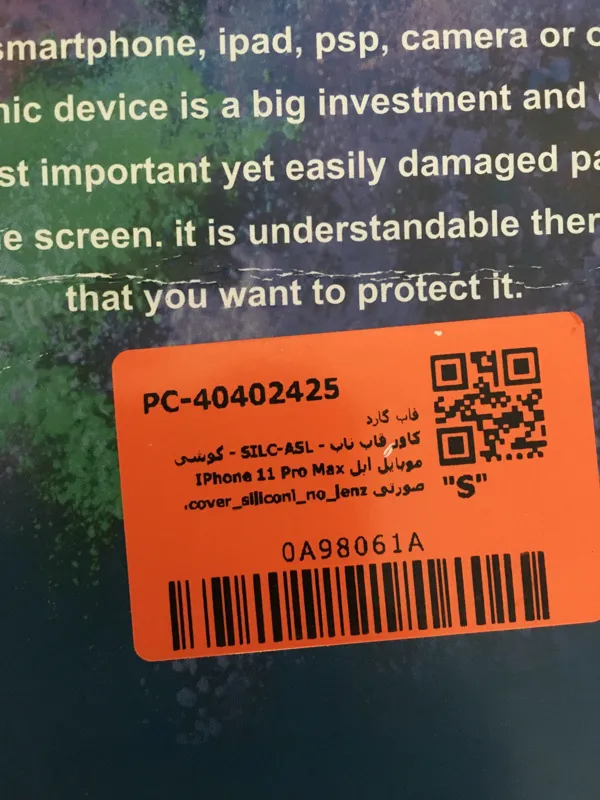 smartphone, ipad, psp, camera or o
nic device is a big investment and
st important yet easily damaged pa
e screen. it is understandable ther
that you want to protect it.
PC-40402425
قاب گارد
کاور قاب ناب - SILC-ASL - گوشی
موبایل اپل IPhone 11 Pro Max
صورتی cover_siliconi_no_lenz.
"S"
0A98061A